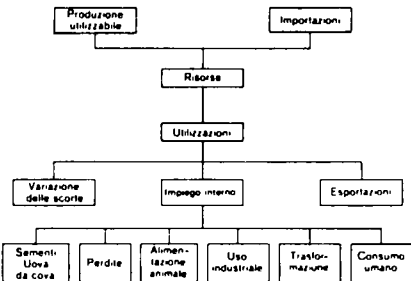 Produzione
utilizzabile
Importazioni
Risorse
Utilizzazioni
Variazione
delle scorte
Impiego interno
Esportazioni
Sementi
Uova
da cova
Perdite
Alimen-
tazione
animale
Uso
industriale
Trasfor-
mazione
Consumo
umano